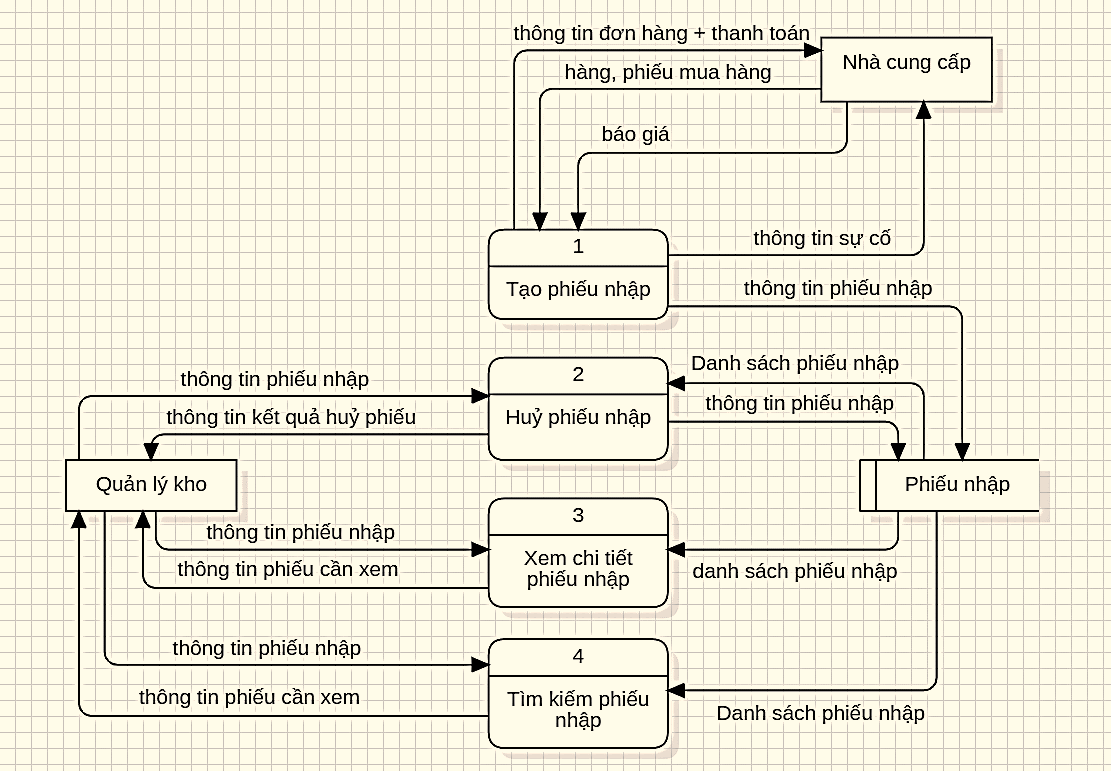 thông tin đơn hàng + thanh toán
Nhà cung cấp
hàng, phiếu mua hàng
báo giá
thông tin sự cố
1
Tạo phiếu nhập
thông tin phiếu nhập
2
Huỷ phiếu nhập
Danh sách phiếu nhập
thông tin phiếu nhập
thông tin phiếu nhập
thông tin kết quả huỷ phiếu
Quản lý kho
Phiếu nhập
3
Xem chi tiết
phiếu nhập
thông tin phiếu nhập
thông tin phiếu cần xem
danh sách phiếu nhập
4
Tìm kiếm phiếu
nhập
thông tin phiếu nhập
thông tin phiếu cần xem
Danh sách phiếu nhập